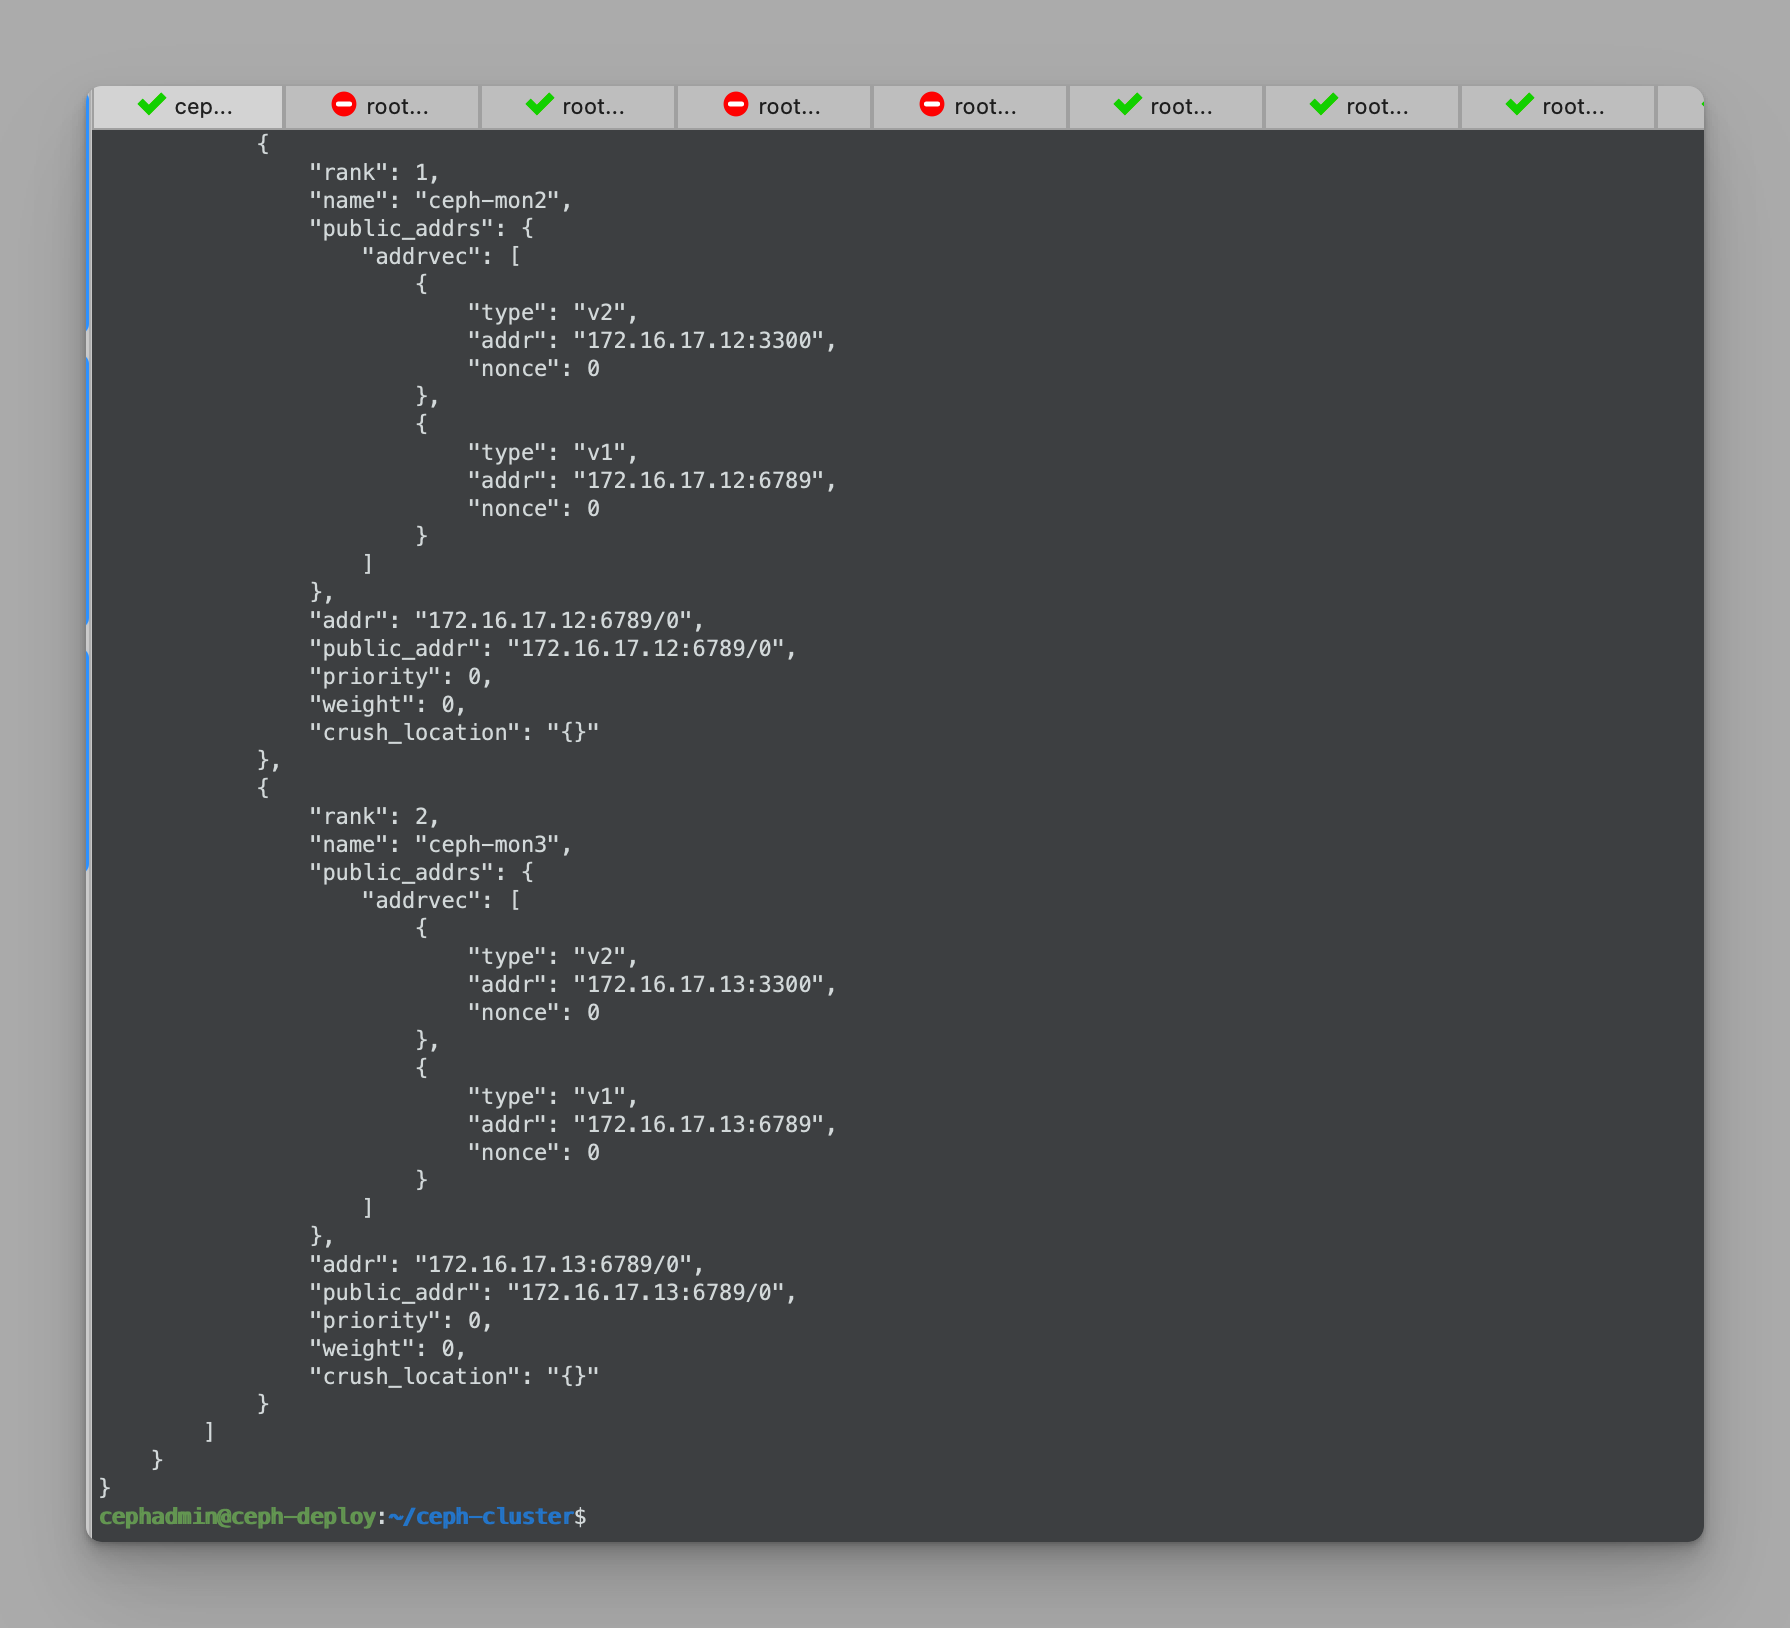 cep... root... root... root... root... root... root... root...
            {
                "rank": 1,
                "name": "ceph-mon2",
                "public_addrs": {
                    "addrvec": [
                        {
                            "type": "v2",
                            "addr": "172.16.17.12:3300",
                            "nonce": 0
                        },
                        {
                            "type": "v1",
                            "addr": "172.16.17.12:6789",
                            "nonce": 0
                        }
                    ]
                },
                "addr": "172.16.17.12:6789/0",
                "public_addr": "172.16.17.12:6789/0",
                "priority": 0,
                "weight": 0,
                "crush_location": "{}"
            },
            {
                "rank": 2,
                "name": "ceph-mon3",
                "public_addrs": {
                    "addrvec": [
                        {
                            "type": "v2",
                            "addr": "172.16.17.13:3300",
                            "nonce": 0
                        },
                        {
                            "type": "v1",
                            "addr": "172.16.17.13:6789",
                            "nonce": 0
                        }
                    ]
                },
                "addr": "172.16.17.13:6789/0",
                "public_addr": "172.16.17.13:6789/0",
                "priority": 0,
                "weight": 0,
                "crush_location": "{}"
            }
        ]
    }
}
cephadmin@ceph-deploy:~/ceph-cluster$